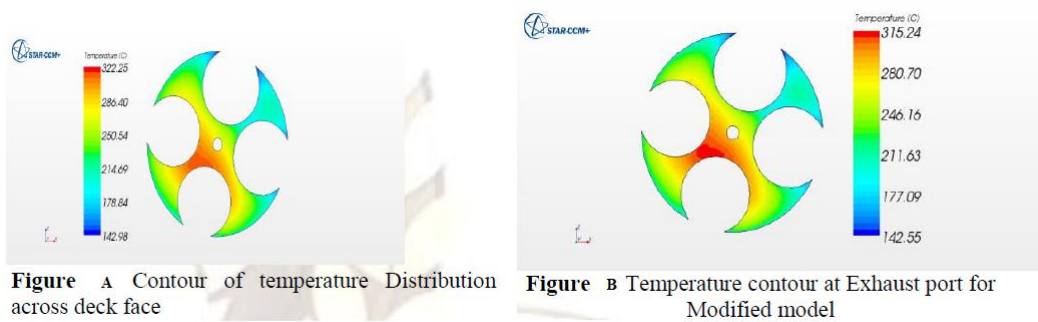 STAR-CCM+
Temperature (C)
322.25
286.40
250.54
214.69
178.84
142.98
Figure A Contour of temperature Distribution
across deck face
STAR-CCM+
Temperature (C)
315.24
280.70
246.16
211.63
177.09
142.55
Figure B Temperature contour at Exhaust port for
Modified model